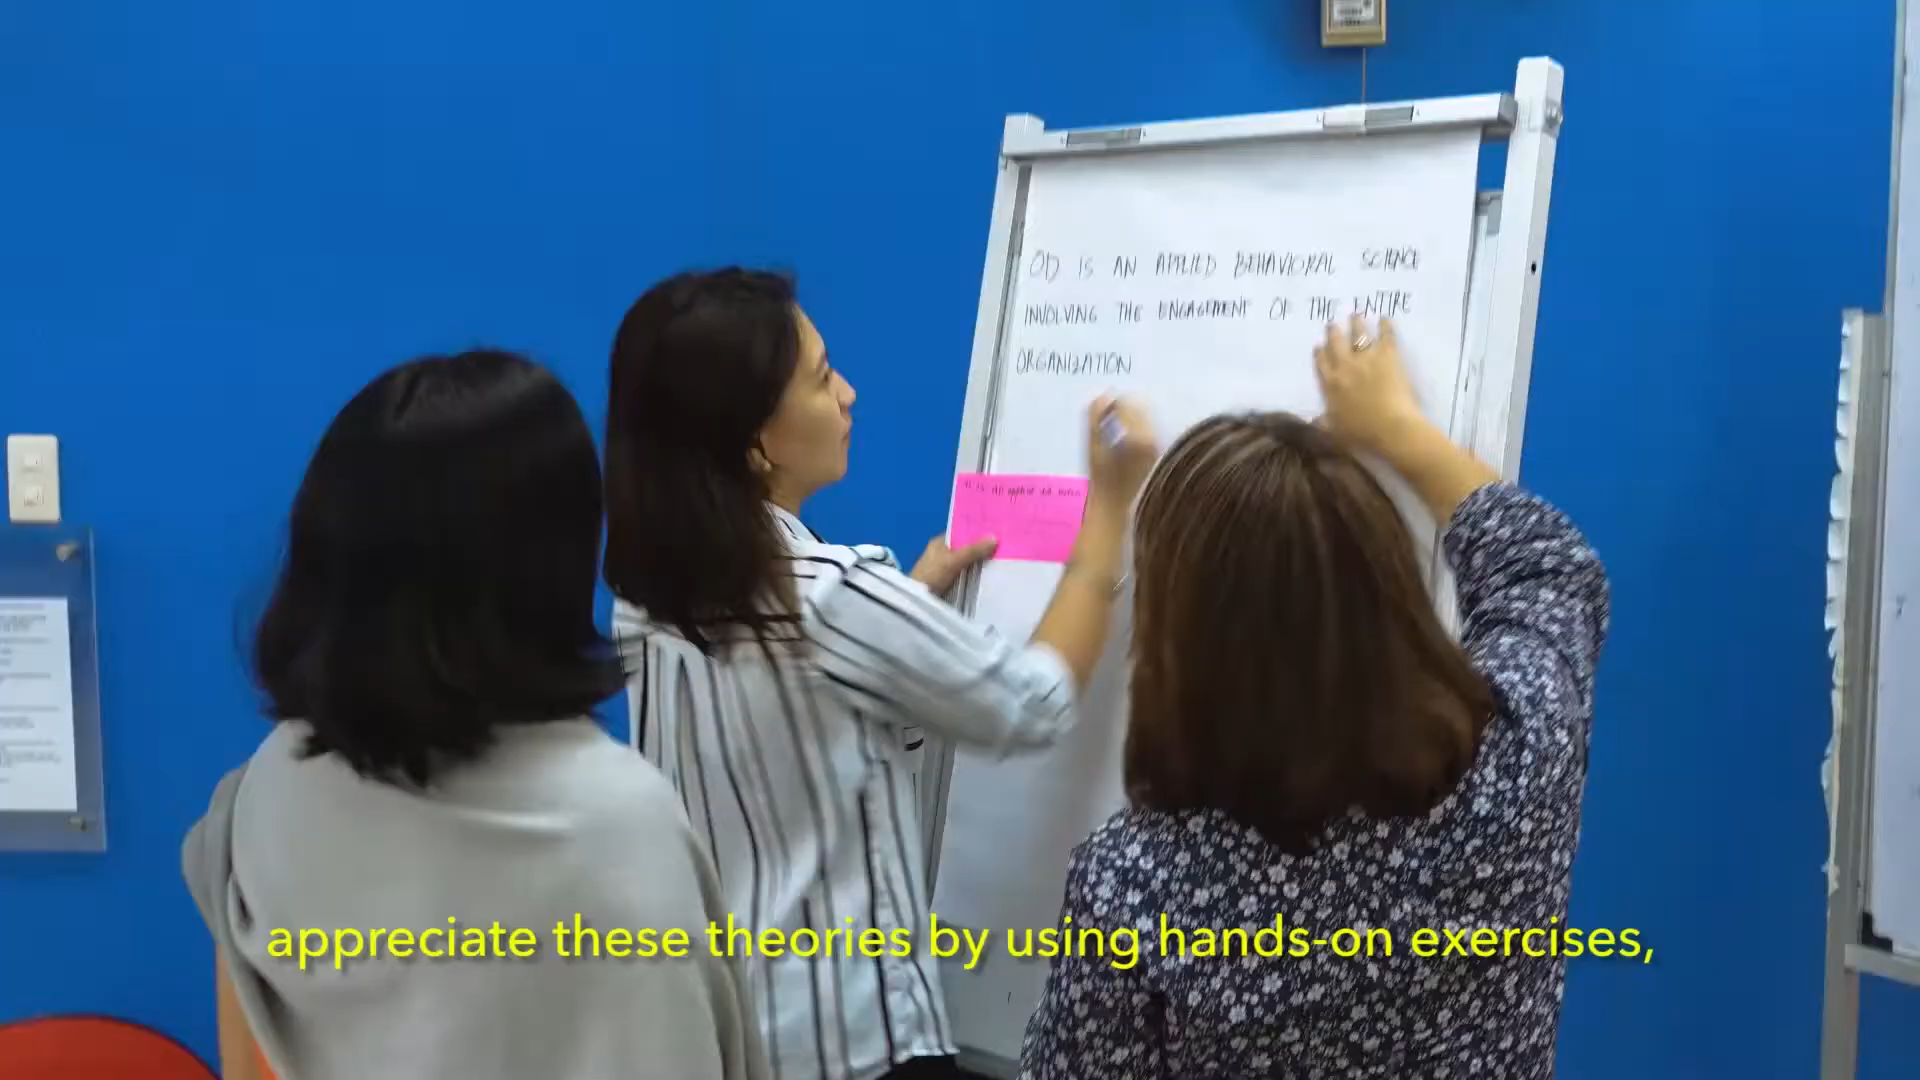 OD IS AN APPLIED BEHAVIORAL SCIENCE
INVOLVING THE ENGAGEMENT OF THE ENTIRE
ORGANIZATION
appreciate these theories by using hands-on exercises,